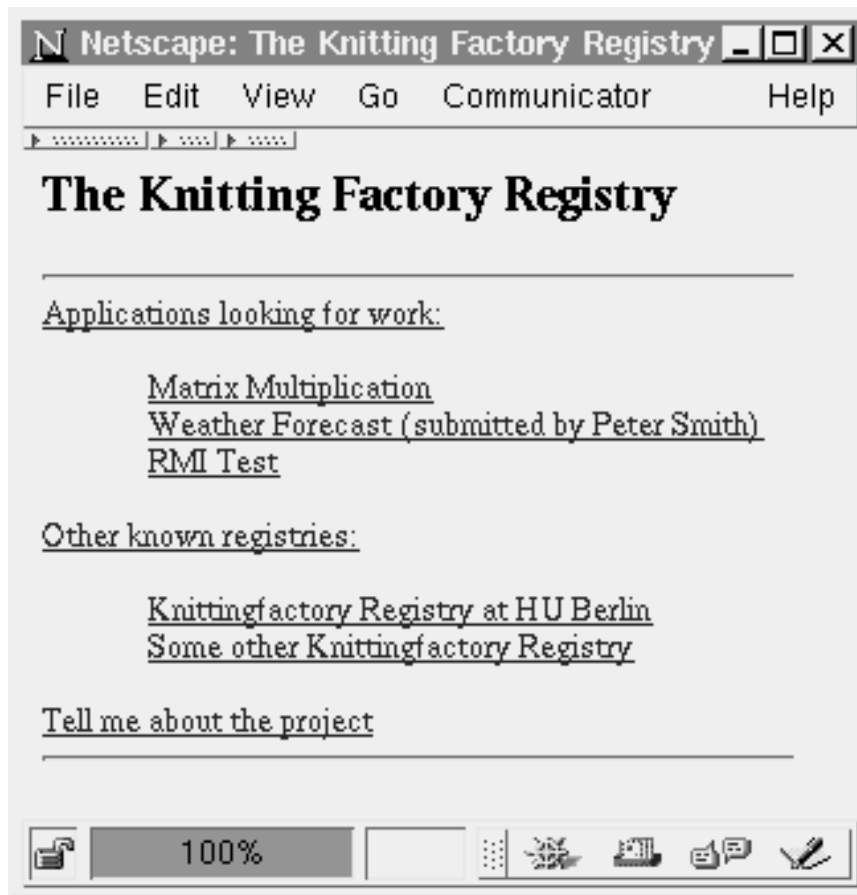 N Netscape: The Knitting Factory Registry
File Edit View Go Communicator Help
The Knitting Factory Registry
Applications looking for work:
Matrix Multiplication
Weather Forecast (submitted by Peter Smith)
RMI Test
Other known registries:
Knittingfactory Registry at HU Berlin
Some other Knittingfactory Registry
Tell me about the project
100%